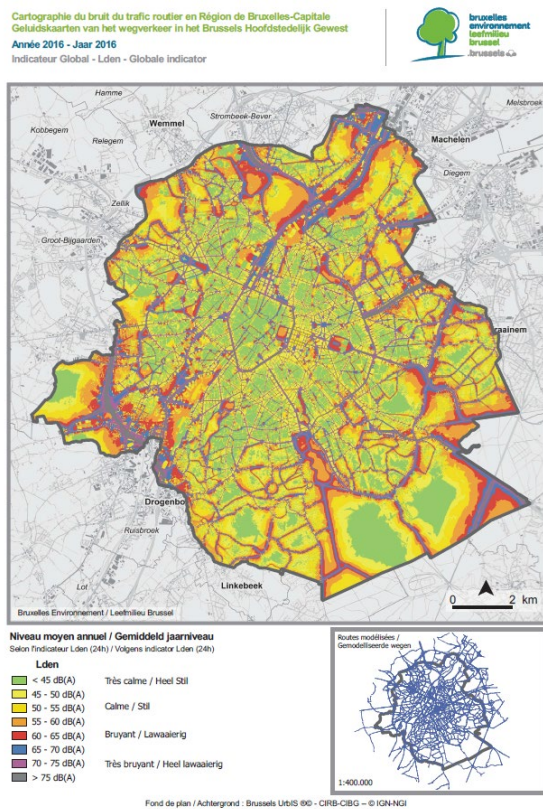 Cartographie du bruit du trafic routier en Région de Bruxelles-Capitale
Geluidskaarten van het wegverkeer in het Brussels Hoofdstedelijk Gewest
Année 2016 - Jaar 2016
Indicateur Global - Lden - Globale indicator
bruxelles
environnement
leefmilieu
brussel
.brussels
Hamme
Melsbroek
Strombeek-Bever
Wemmel
Machelen
Kobbegem
Relegem
Diegem
Zellik
Groot-Bijgaarden
raainem
Drogenbo
Ruisbroek
Lot
Linkebeek
0 2 km
Bruxelles Environnement / Leefmilieu Brussel
Niveau moyen annuel / Gemiddeld jaarniveau
Selon l'indicateur Lden (24h) / Volgens indicator Lden (24h)
Lden
< 45 dB(A) Très calme / Heel Stil
45 - 50 dB(A)
50 - 55 dB(A) Calme / Stil
55 - 60 dB(A)
60 - 65 dB(A) Bruyant / Lawaaierig
65 - 70 dB(A)
70 - 75 dB(A) Très bruyant / Heel lawaaierig
> 75 dB(A)
Routes modélisées /
Gemodelliseerde wegen
1:400.000
Fond de plan / Achtergrond : Brussels UrbIS ®© - CIRB-CIBG – © IGN-NGI